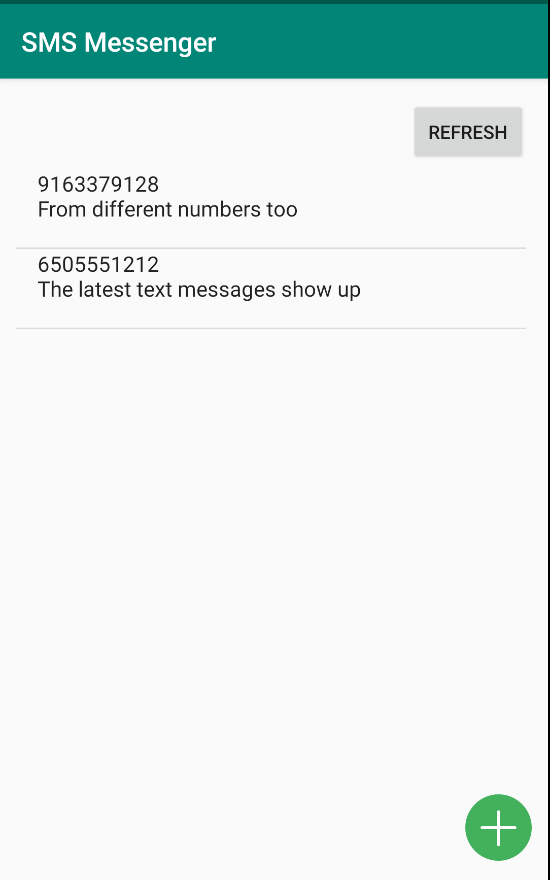 SMS Messenger
REFRESH
9163379128
From different numbers too
6505551212
The latest text messages show up